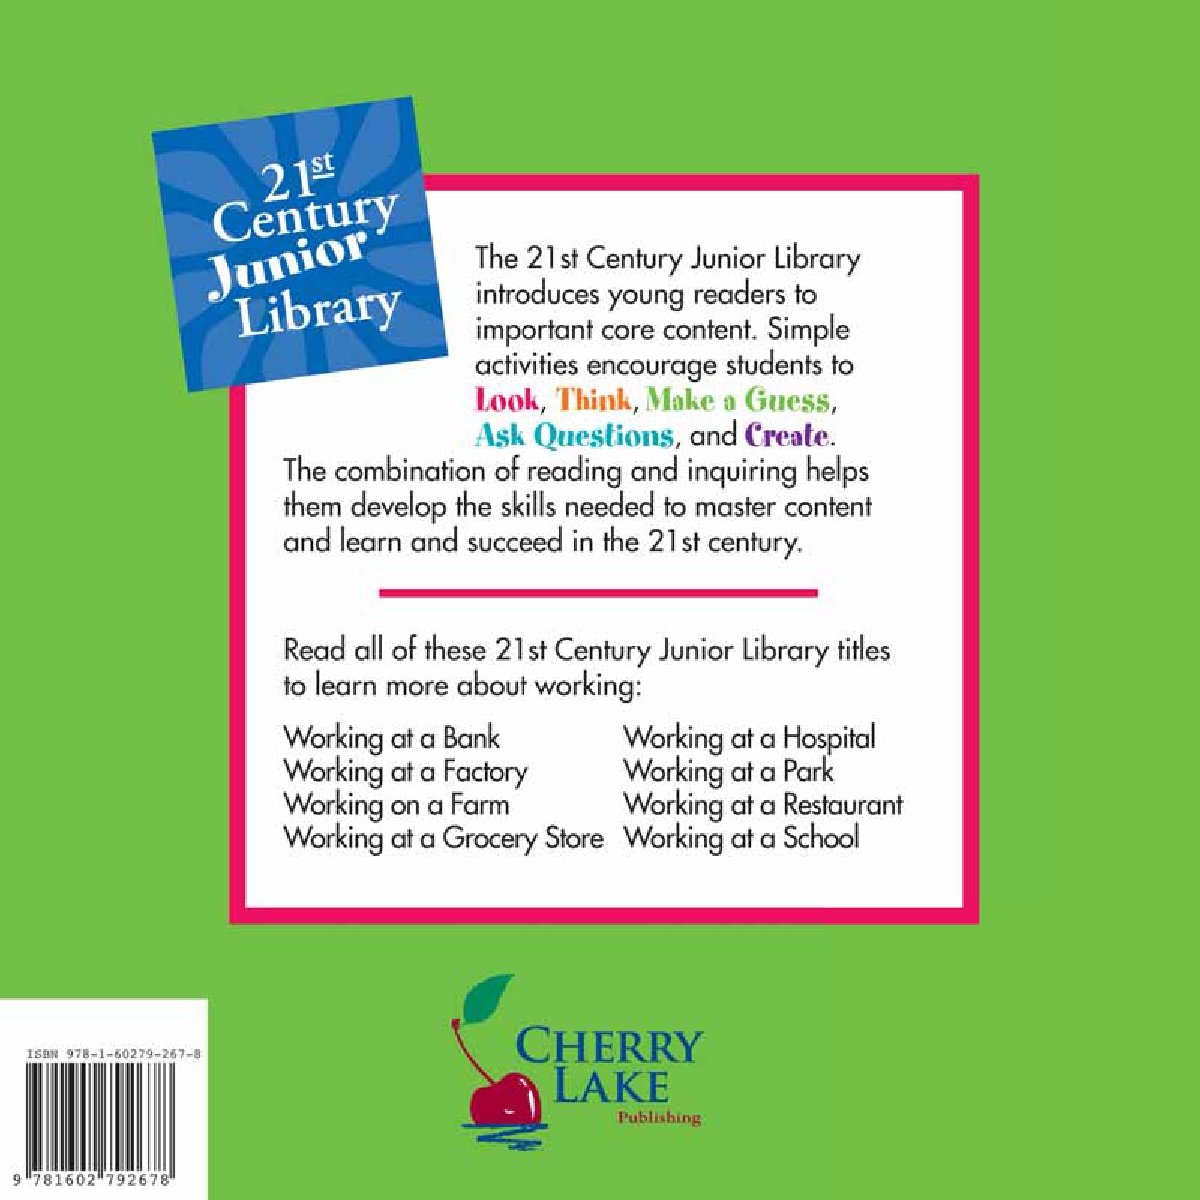 21st
Century
Junior
Library
The 21st Century Junior Library
introduces young readers to
important core content. Simple
activities encourage students to
Look, Think, Make a Guess,
Ask Questions, and Create.
The combination of reading and inquiring helps
them develop the skills needed to master content
and learn and succeed in the 21st century.
Read all of these 21st Century Junior Library titles
to learn more about working:
Working at a Bank
Working at a Factory
Working on a Farm
Working at a Grocery Store
Working at a Hospital
Working at a Park
Working at a Restaurant
Working at a School
CHERRY
LAKE
Publishing
ISBN 978-1-60279-267-8
9 781602 792678